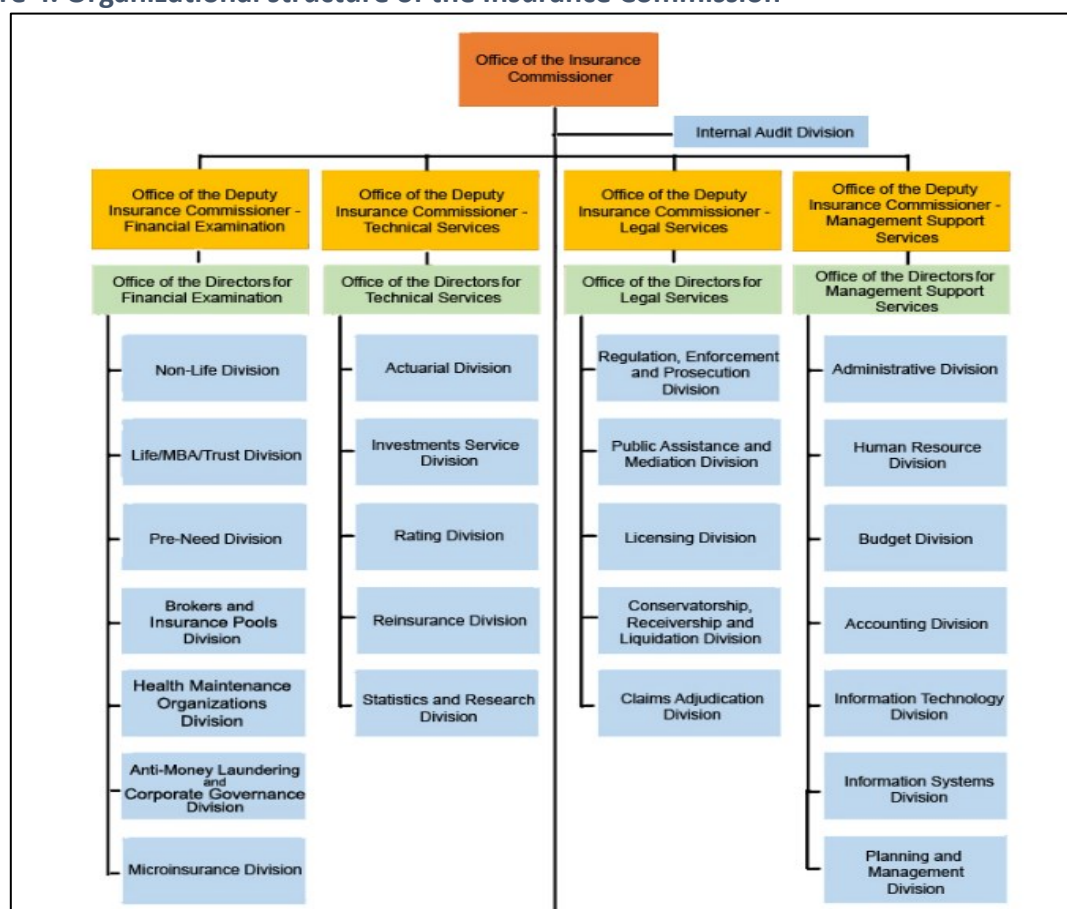 Organizational structure of the Insurance Commission
Office of the Insurance
Commissioner
Internal Audit Division
Office of the Deputy
Insurance Commissioner -
Financial Examination
Office of the Deputy
Insurance Commissioner -
Technical Services
Office of the Deputy
Insurance Commissioner -
Legal Services
Office of the Deputy
Insurance Commissioner -
Management Support
Services
Office of the Directors for
Financial Examination
Office of the Directors for
Technical Services
Office of the Directors for
Legal Services
Office of the Directors for
Management Support
Services
Non-Life Division
Life/MBA/Trust Division
Pre-Need Division
Brokers and
Insurance Pools
Division
Health Maintenance
Organizations
Division
Anti-Money Laundering
and
Corporate Governance
Division
Microinsurance Division
Actuarial Division
Investments Service
Division
Rating Division
Reinsurance Division
Statistics and Research
Division
Regulation, Enforcement
and Prosecution
Division
Public Assistance and
Mediation Division
Licensing Division
Conservatorship,
Receivership and
Liquidation Division
Claims Adjudication
Division
Administrative Division
Human Resource
Division
Budget Division
Accounting Division
Information Technology
Division
Information Systems
Division
Planning and
Management
Division